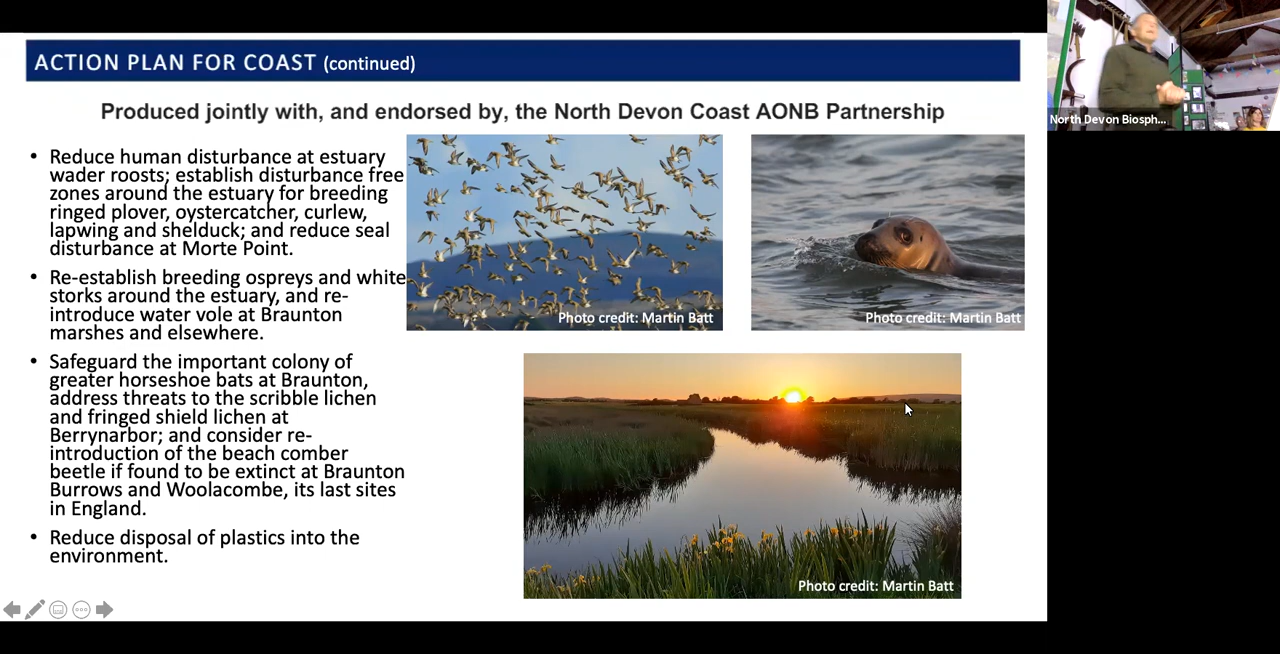 ACTION PLAN FOR COAST (continued)
Produced jointly with, and endorsed by, the North Devon Coast AONB Partnership
• Reduce human disturbance at estuary
wader roosts; establish disturbance free
zones around the estuary for breeding
ringed plover, oystercatcher, curlew,
lapwing and shelduck; and reduce seal
disturbance at Morte Point.
• Re-establish breeding ospreys and white
storks around the estuary, and re-
introduce water vole at Braunton
marshes and elsewhere.
• Safeguard the important colony of
greater horseshoe bats at Braunton,
address threats to the scribble lichen
and fringed shield lichen at
Berrynarbor; and consider re-
introduction of the beach comber
beetle if found to be extinct at Braunton
Burrows and Woolacombe, its last sites
in England.
• Reduce disposal of plastics into the
environment.
Photo credit: Martin Batt
Photo credit: Martin Batt
Photo credit: Martin Batt
North Devon Biosph...